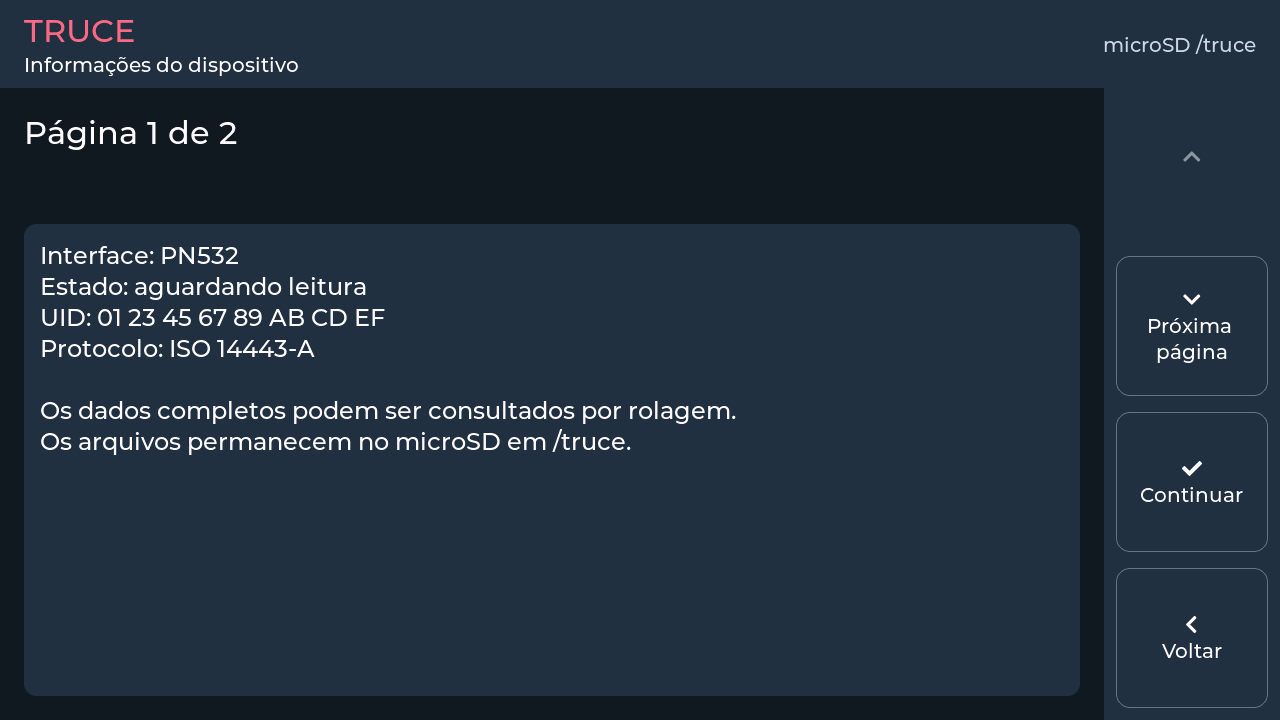 TRUCE
Informações do dispositivo
microSD /truce
Página 1 de 2
Interface: PN532
Estado: aguardando leitura
UID: 01 23 45 67 89 AB CD EF
Protocolo: ISO 14443-A
Os dados completos podem ser consultados por rolagem.
Os arquivos permanecem no microSD em /truce.
Próxima
página
Continuar
Voltar